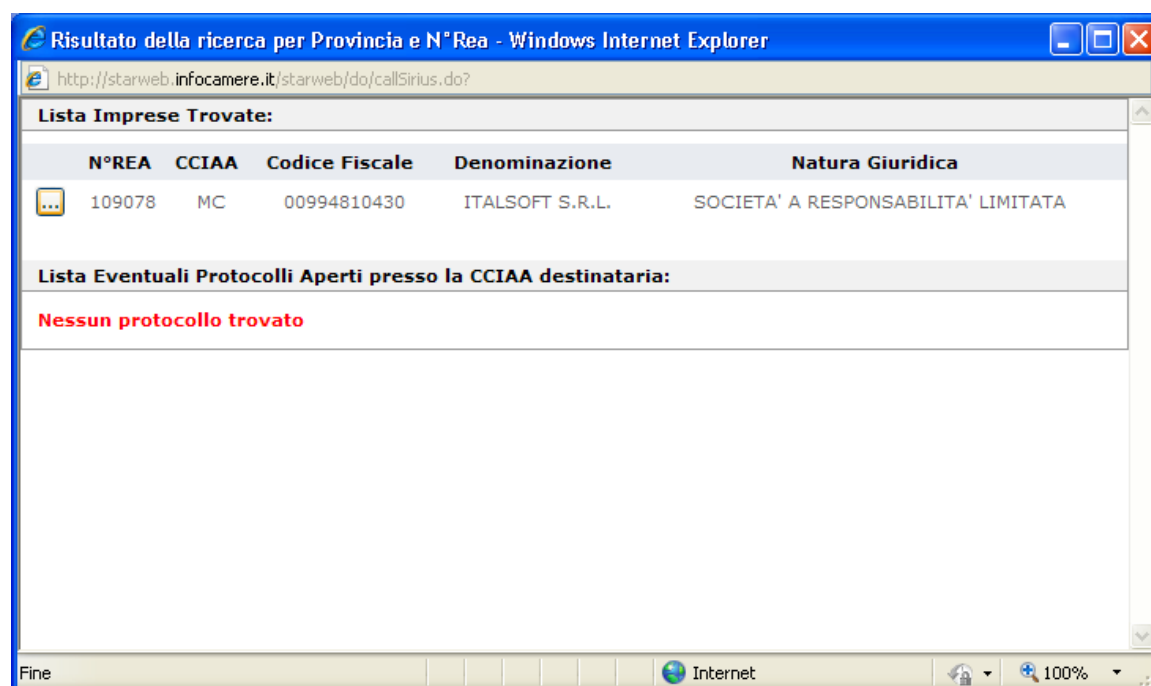 Risultato della ricerca per Provincia e N°Rea - Windows Internet Explorer
http://starweb.infocamere.it/starweb/do/callSirius.do?
Lista Imprese Trovate:
N°REA CCIAA Codice Fiscale Denominazione Natura Giuridica
... 109078 MC 00994810430 ITALSOFT S.R.L. SOCIETA' A RESPONSABILITA' LIMITATA
Lista Eventuali Protocolli Aperti presso la CCIAA destinataria:
Nessun protocollo trovato
Fine Internet 100%